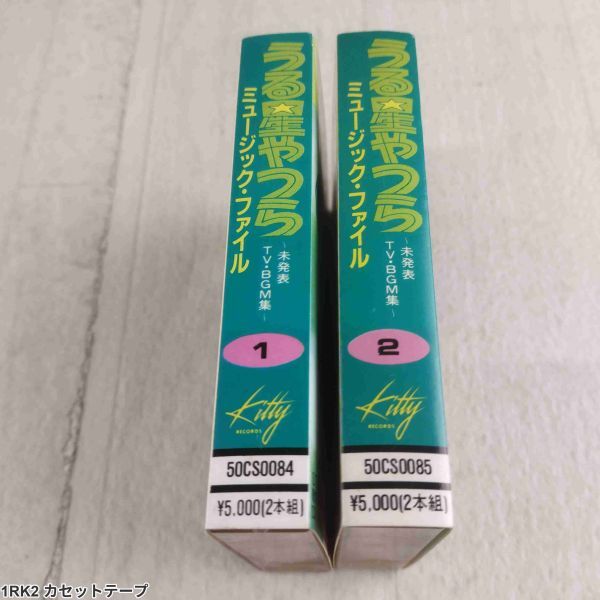 うる星やつら
ミュージック・ファイル
~未発表
TV・BGM集~
1
Kitty
RECORDS
50CS0084
¥5,000(2本組)
うる星やつら
ミュージック・ファイル
~未発表
TV・BGM集~
2
Kitty
RECORDS
50CS0085
¥5,000(2本組)
1RK2 カセットテープ